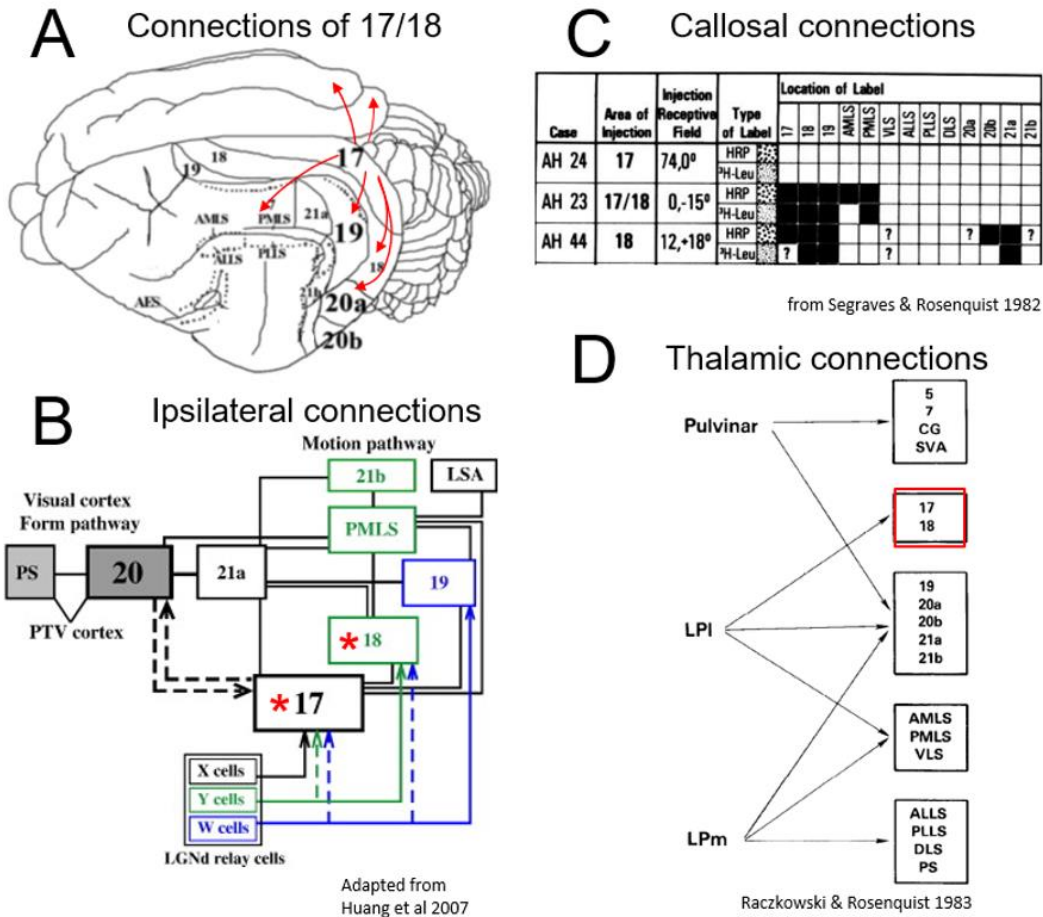 A
Connections of 17/18
18
19
17
AMLS
PMLS
21a
19
ALLS
PLLS
18
AES
21b
20a
20b
B
Ipsilateral connections
Motion pathway
21b
LSA
Visual cortex
Form pathway
PMLS
PS
20
21a
19
PTV cortex
* 18
* 17
X cells
Y cells
W cells
LGNd relay cells
Adapted from
Huang et al 2007
C
Callosal connections
Case
Area of
Injection
Injection
Receptive
Field
Type
of Label
Location of Label
17 18 19 AMLS PMLS VLS ALLS PLLS DLS 20a 20b 21a 21b
AH 24 17 74,0º HRP
³H-Leu
AH 23 17/18 0,-15º HRP
³H-Leu
AH 44 18 12,+18º HRP ? ? ?
³H-Leu ? ?
from Segraves & Rosenquist 1982
D
Thalamic connections
Pulvinar
5
7
CG
SVA
17
18
LPl
19
20a
20b
21a
21b
AMLS
PMLS
VLS
LPm
ALLS
PLLS
DLS
PS
Raczkowski & Rosenquist 1983